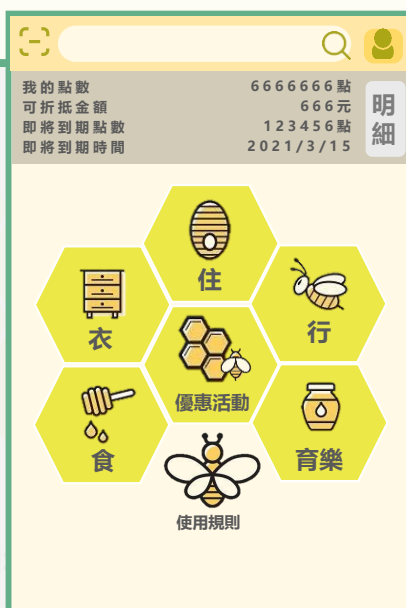 我的點數 6666666點
可折抵金額 666元
即將到期點數 123456點
即將到期時間 2021/3/15
明細
住
衣
行
優惠活動
食
育樂
使用規則